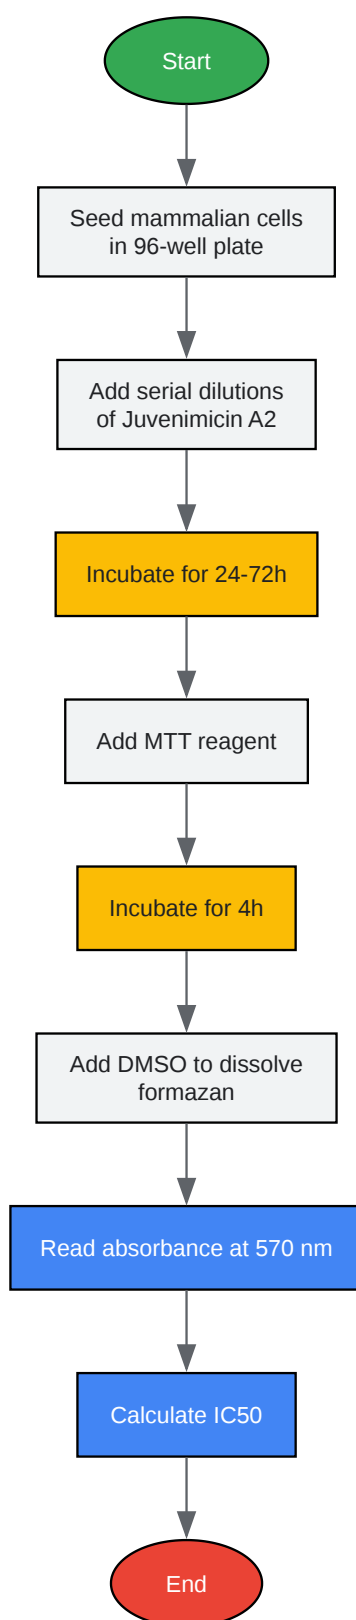 Start
Seed mammalian cells
in 96-well plate
Add serial dilutions
of Juvenimicin A2
Incubate for 24-72h
Add MTT reagent
Incubate for 4h
Add DMSO to dissolve
formazan
Read absorbance at 570 nm
Calculate IC50
End